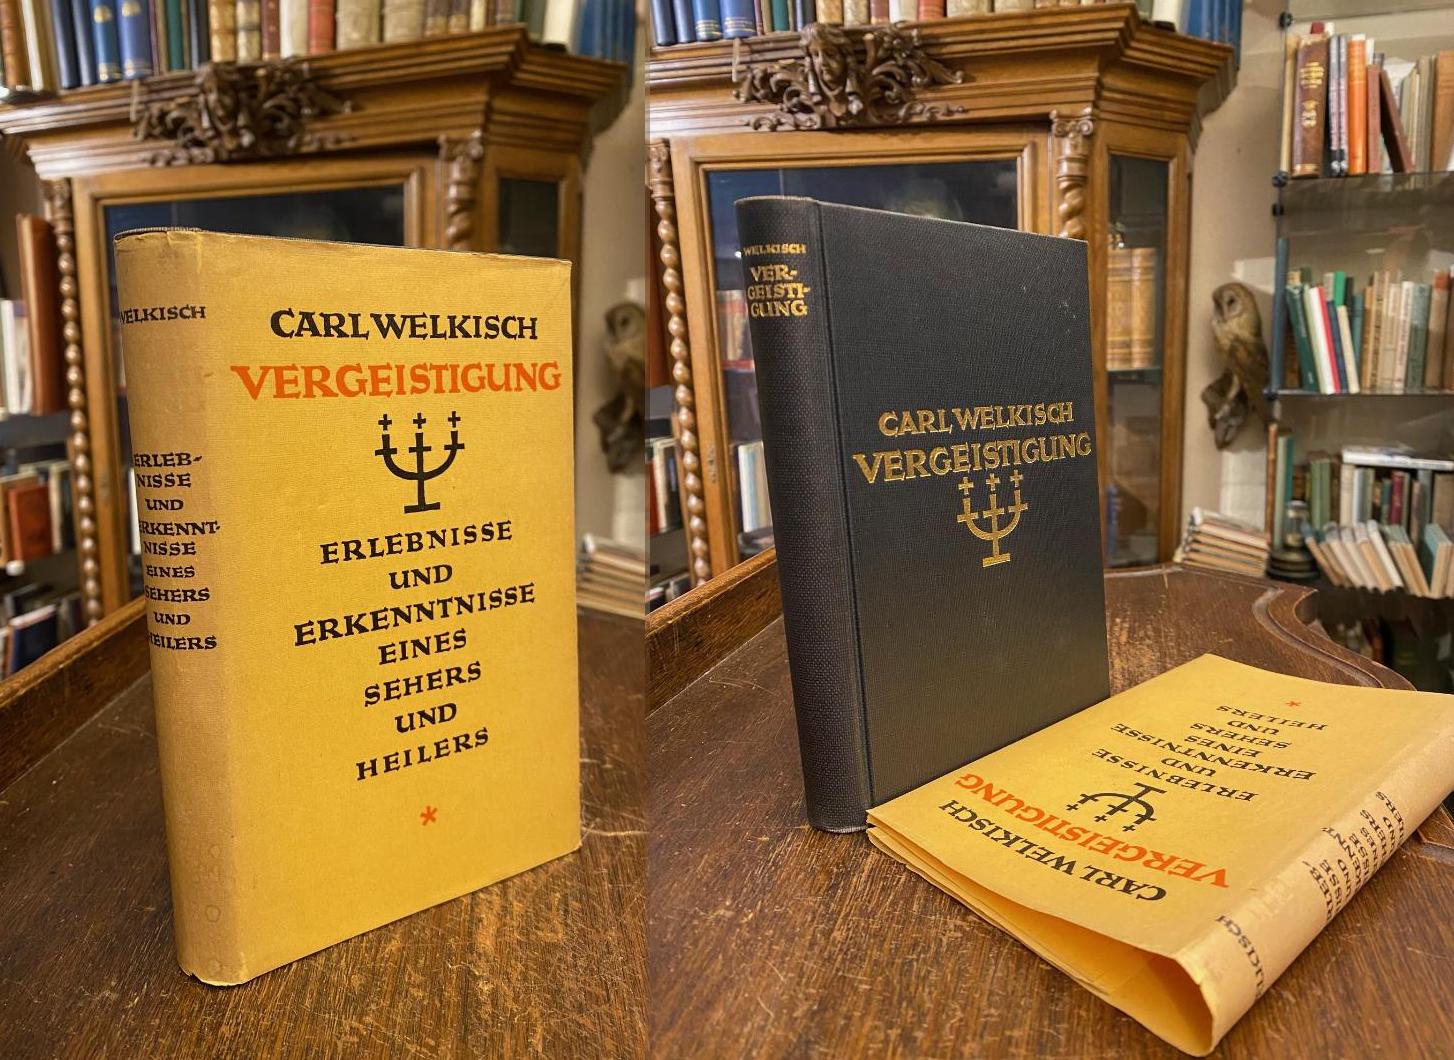 WELKISCH
ERLEB-
NISSE
UND
ERKENNT-
NISSE
EINES
SEHERS
UND
HEILERS
CARL WELKISCH
VERGEISTIGUNG
ERLEBNISSE
UND
ERKENNTNISSE
EINES
SEHERS
UND
HEILERS
*
WELKISCH
VER-
GEISTI-
GUNG
CARL WELKISCH
VERGEISTIGUNG
CARL WELKISCH
VERGEISTIGUNG
ERLEBNISSE
UND
ERKENNTNISSE
EINES
SEHERS
UND
HEILERS
*